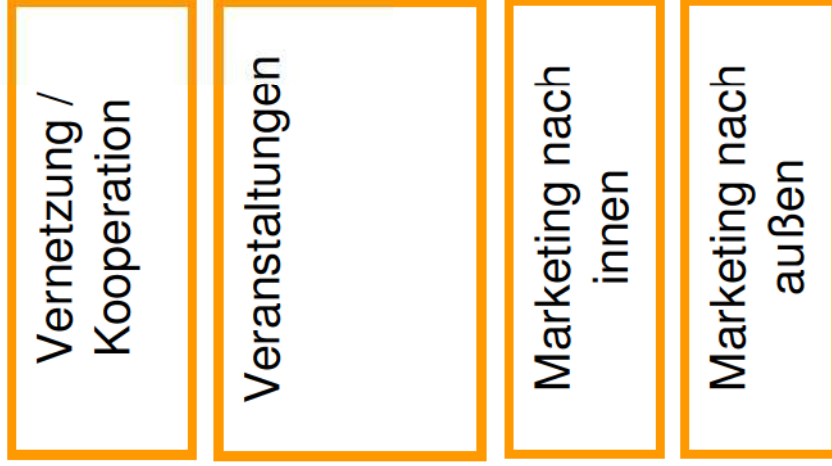 Vernetzung /
Kooperation
Veranstaltungen
Marketing nach
innen
Marketing nach
außen